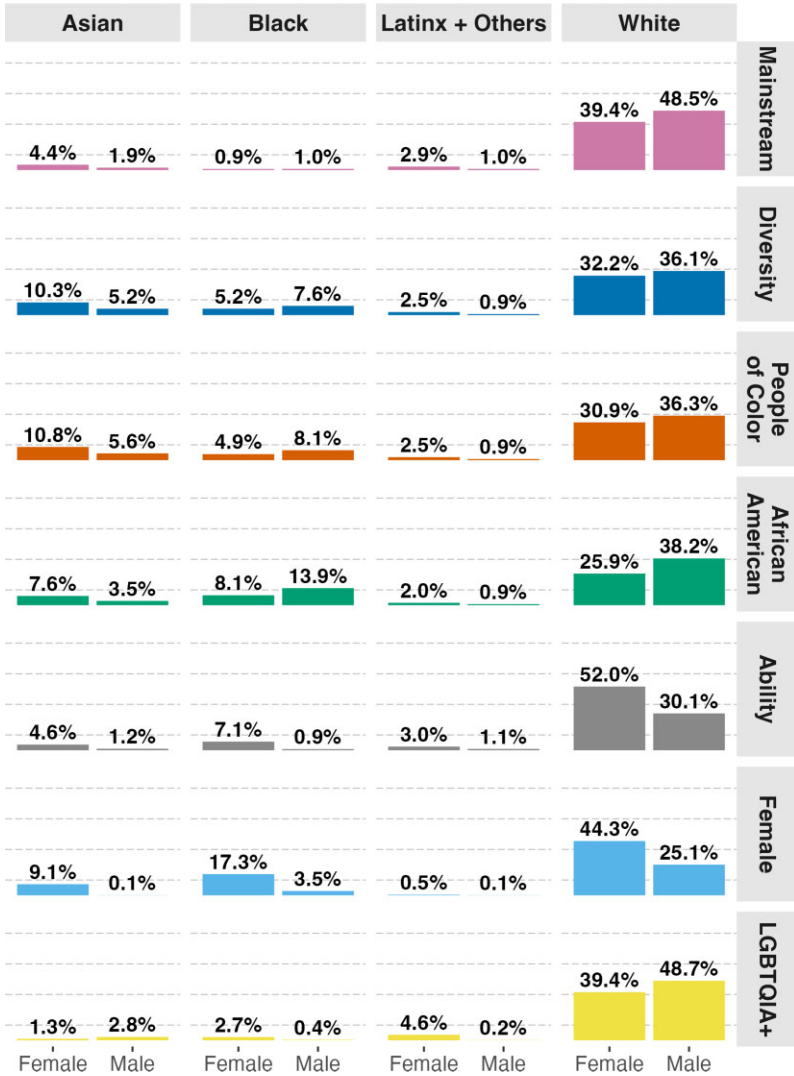 Asian Black Latinx + Others White
Mainstream
4.4% 1.9% 0.9% 1.0% 2.9% 1.0% 39.4% 48.5%
Diversity
10.3% 5.2% 5.2% 7.6% 2.5% 0.9% 32.2% 36.1%
People
of Color
10.8% 5.6% 4.9% 8.1% 2.5% 0.9% 30.9% 36.3%
African
American
7.6% 3.5% 8.1% 13.9% 2.0% 0.9% 25.9% 38.2%
Ability
4.6% 1.2% 7.1% 0.9% 3.0% 1.1% 52.0% 30.1%
Female
9.1% 0.1% 17.3% 3.5% 0.5% 0.1% 44.3% 25.1%
LGBTQIA+
1.3% 2.8% 2.7% 0.4% 4.6% 0.2% 39.4% 48.7%
Female Male Female Male Female Male Female Male